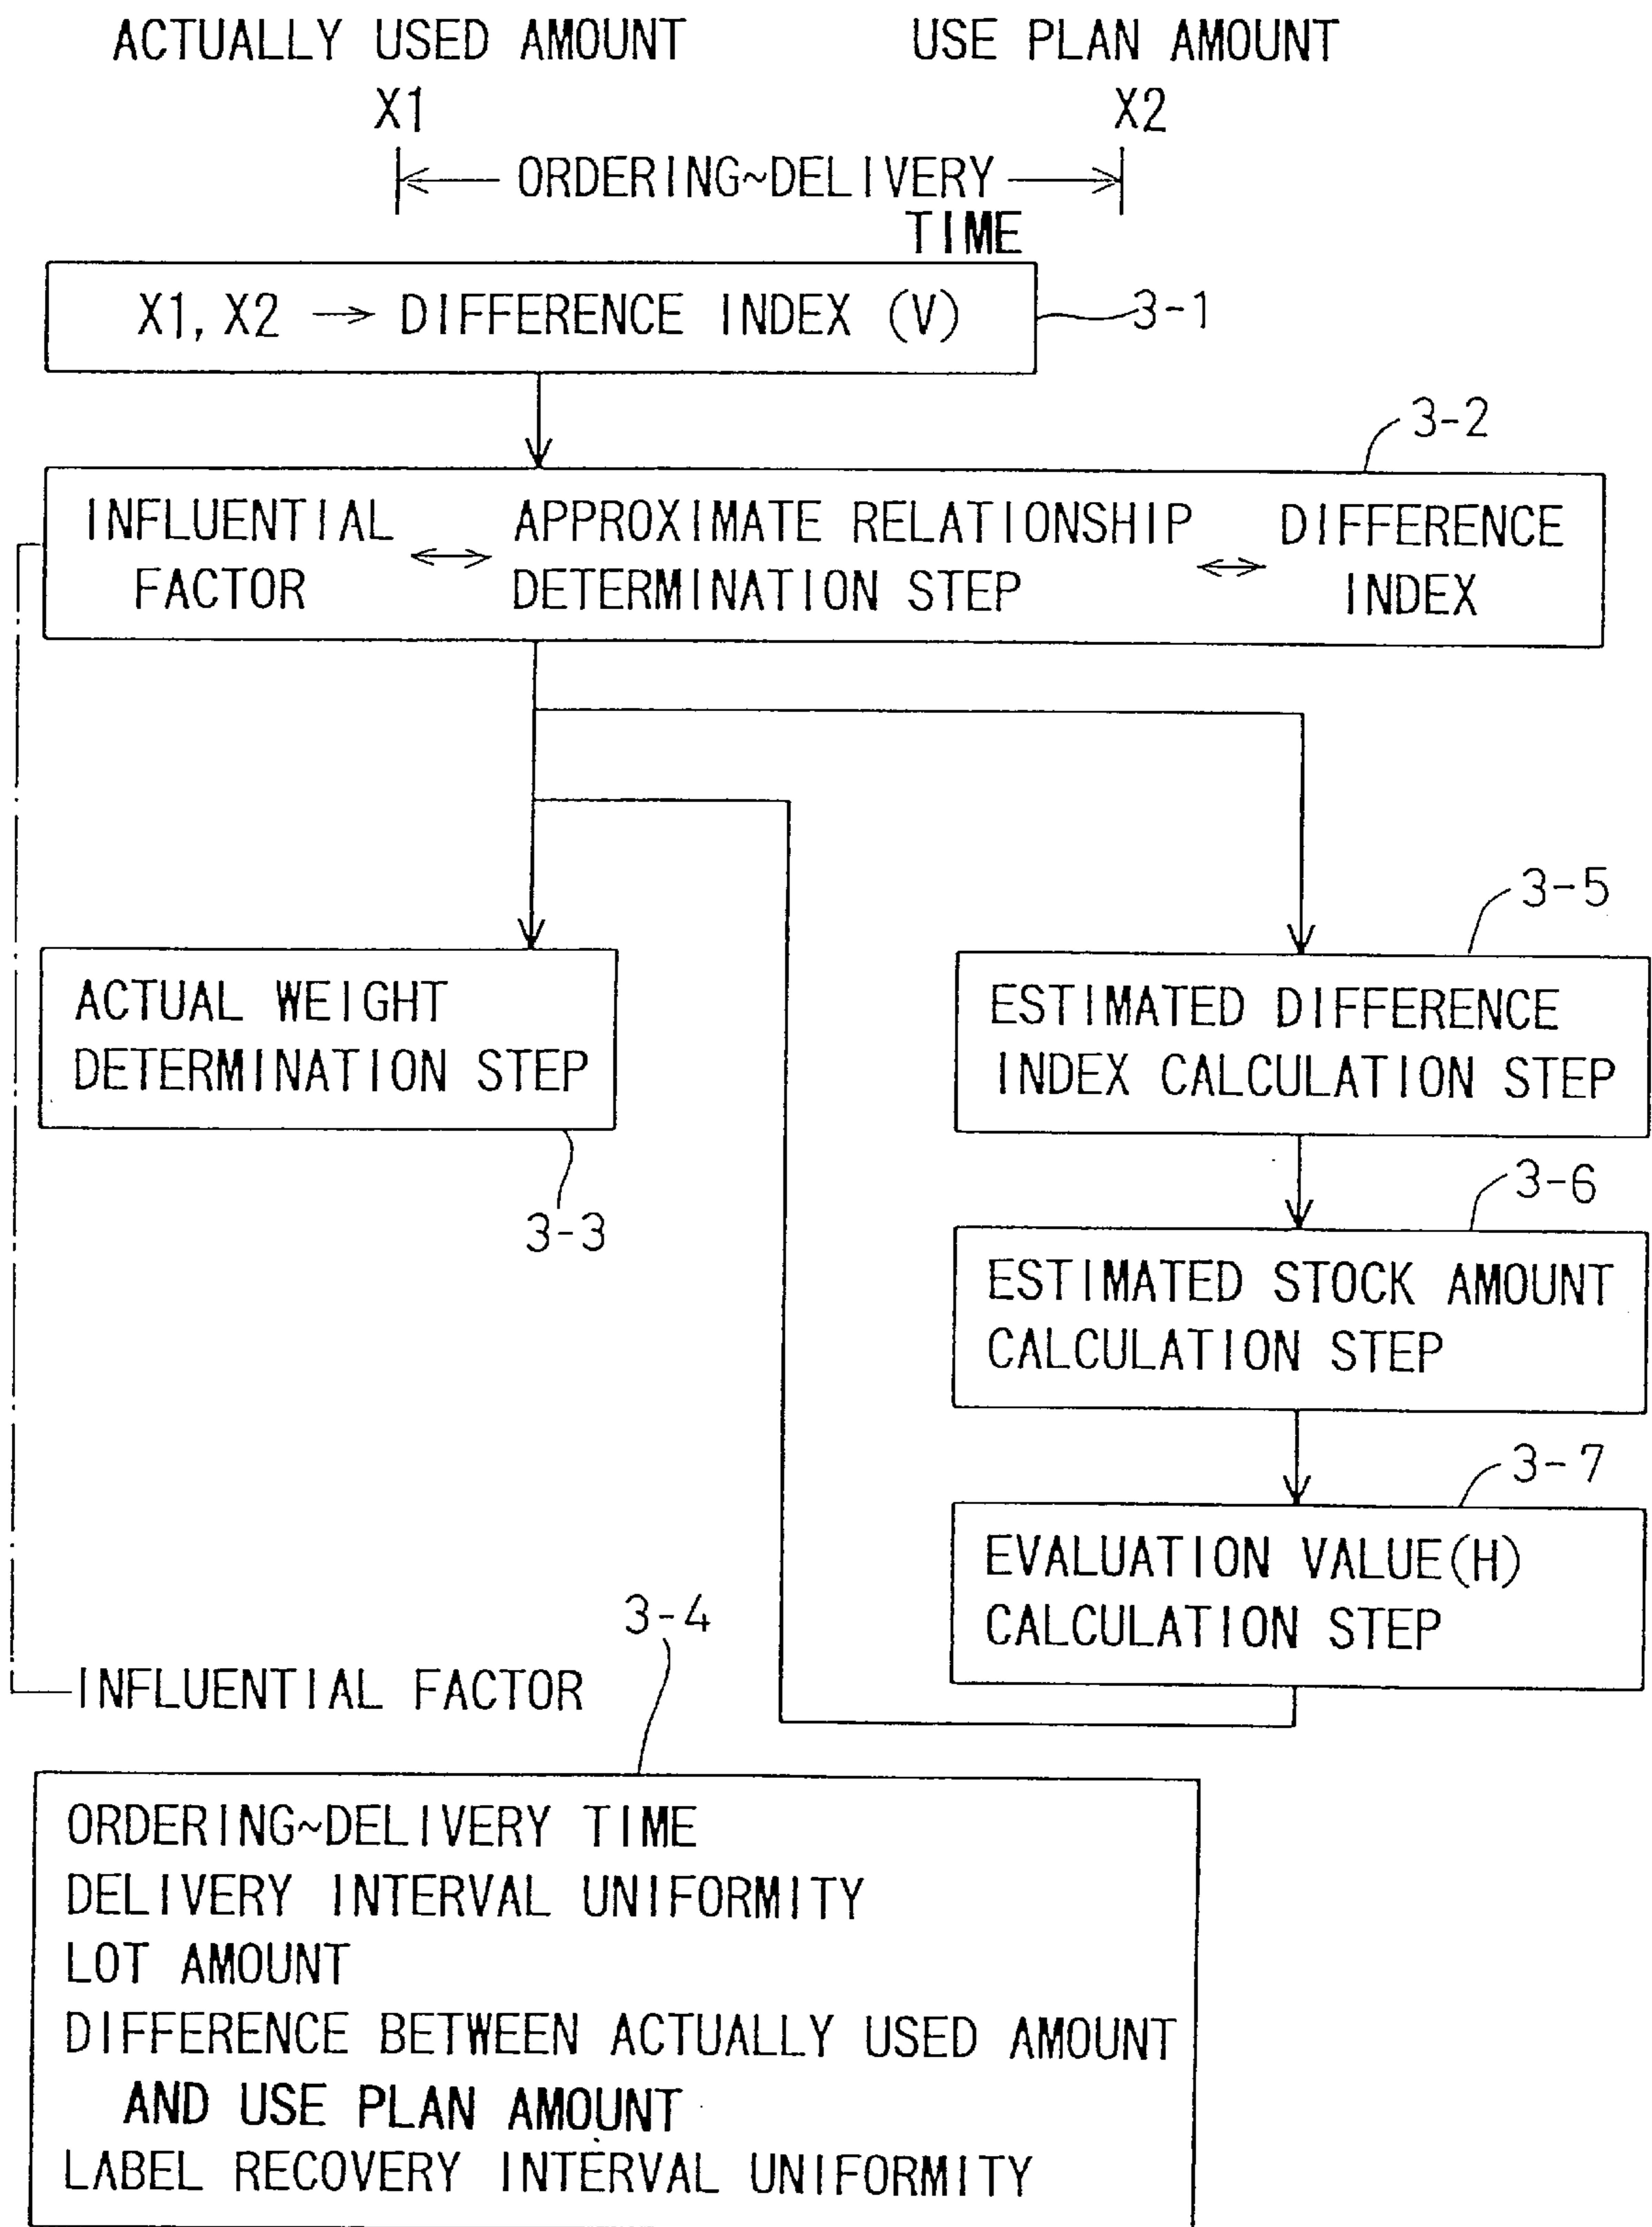 ACTUALLY USED AMOUNT USE PLAN AMOUNT
X1 X2
ORDERING~DELIVERY
TIME
X1, X2 → DIFFERENCE INDEX (V)
3-1
3-2
INFLUENTIAL FACTOR ↔ APPROXIMATE RELATIONSHIP DETERMINATION STEP ↔ DIFFERENCE INDEX
ACTUAL WEIGHT
DETERMINATION STEP
3-3
3-5
ESTIMATED DIFFERENCE
INDEX CALCULATION STEP
3-6
ESTIMATED STOCK AMOUNT
CALCULATION STEP
3-7
EVALUATION VALUE(H)
CALCULATION STEP
3-4
INFLUENTIAL FACTOR
ORDERING~DELIVERY TIME
DELIVERY INTERVAL UNIFORMITY
LOT AMOUNT
DIFFERENCE BETWEEN ACTUALLY USED AMOUNT
AND USE PLAN AMOUNT
LABEL RECOVERY INTERVAL UNIFORMITY